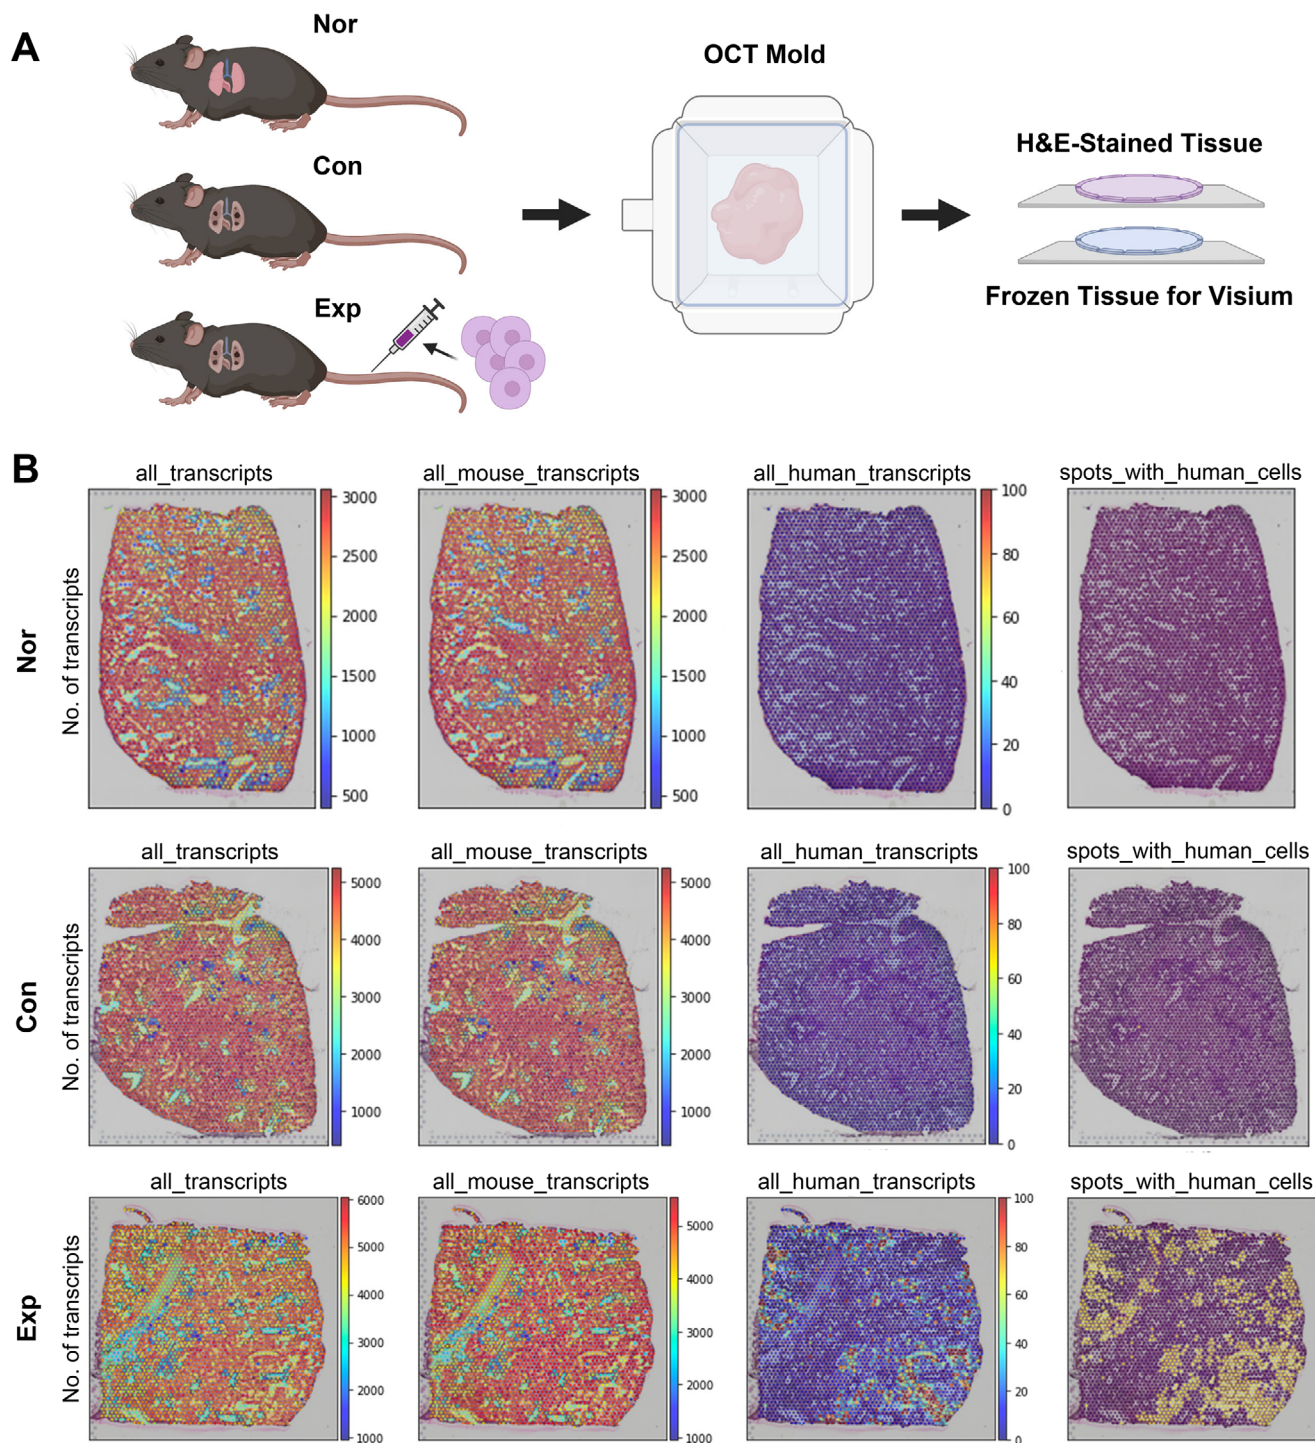 A
Nor
Con
Exp
OCT Mold
H&E-Stained Tissue
Frozen Tissue for Visium
B
Nor
No. of transcripts
all_transcripts
3000
2500
2000
1500
1000
500
all_mouse_transcripts
3000
2500
2000
1500
1000
500
all_human_transcripts
100
80
60
40
20
0
spots_with_human_cells
Con
No. of transcripts
all_transcripts
5000
4000
3000
2000
1000
all_mouse_transcripts
5000
4000
3000
2000
1000
all_human_transcripts
100
80
60
40
20
0
spots_with_human_cells
Exp
No. of transcripts
all_transcripts
6000
5000
4000
3000
2000
1000
all_mouse_transcripts
5000
4000
3000
2000
1000
all_human_transcripts
100
80
60
40
20
0
spots_with_human_cells